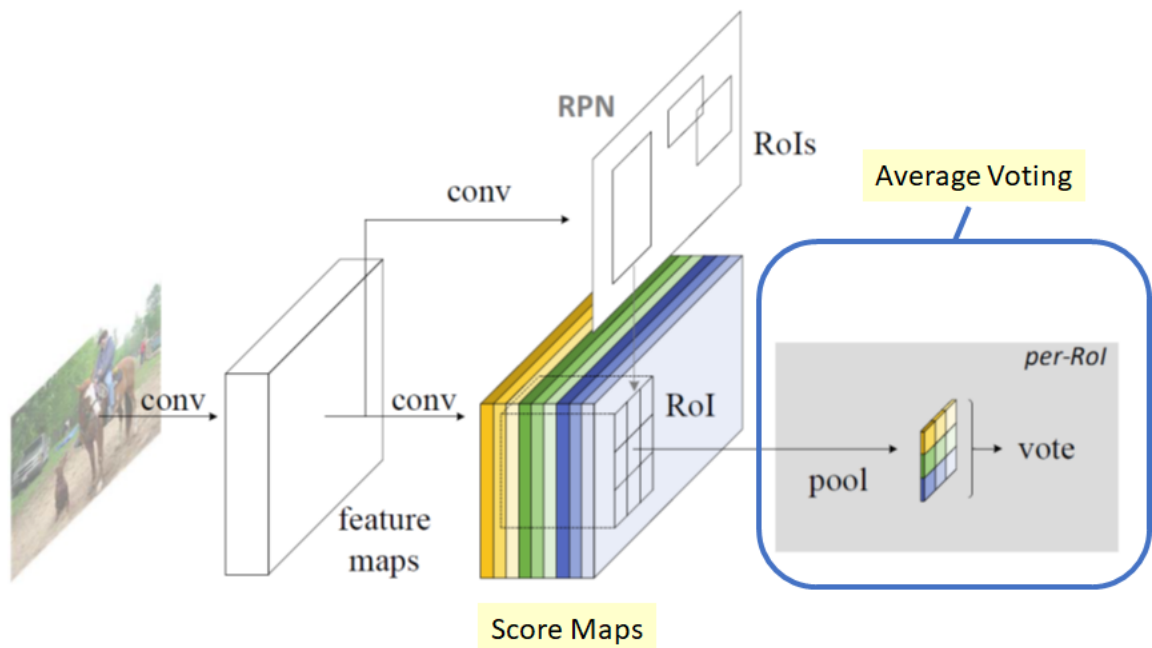 RPN
RoIs
Average Voting
conv
per-RoI
conv
conv
RoI
pool
vote
feature
maps
Score Maps